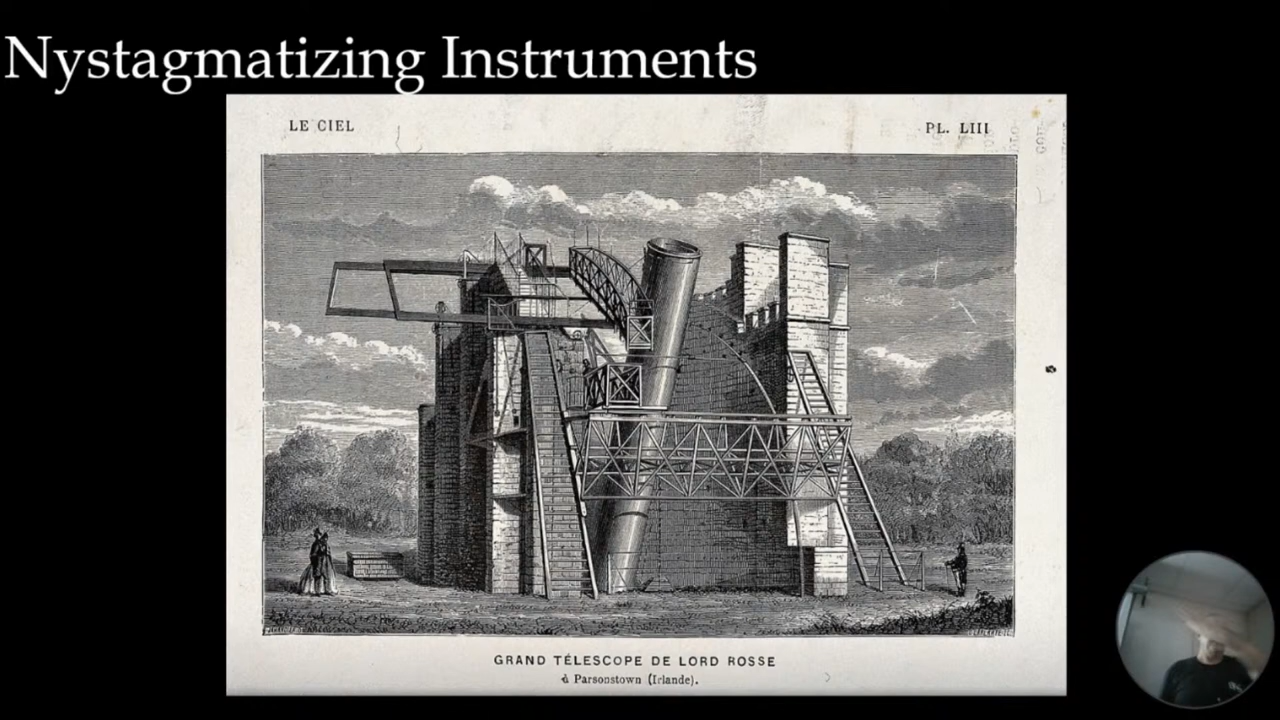 Nystagmatizing Instruments
LE CIEL
PL. LIII
GRAND TÉLESCOPE DE LORD ROSSE
à Parsonstown (Irlande).